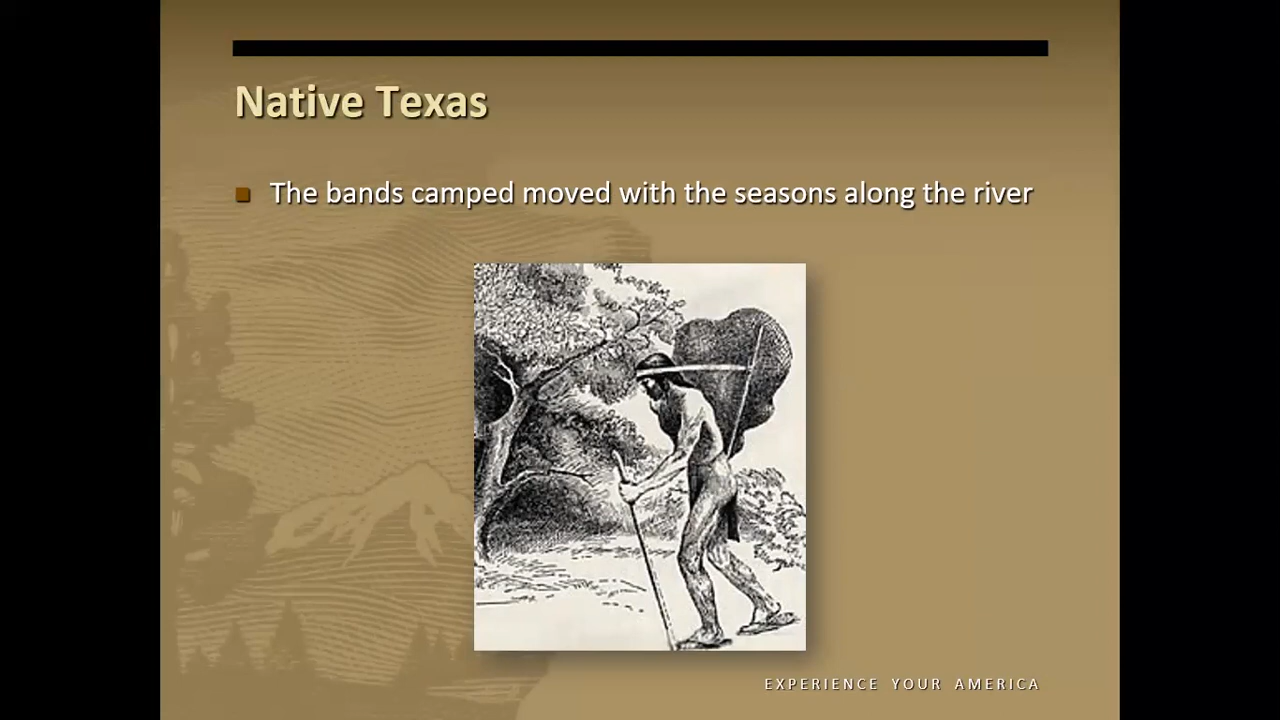 Native Texas
The bands camped moved with the seasons along the river
EXPERIENCE YOUR AMERICA